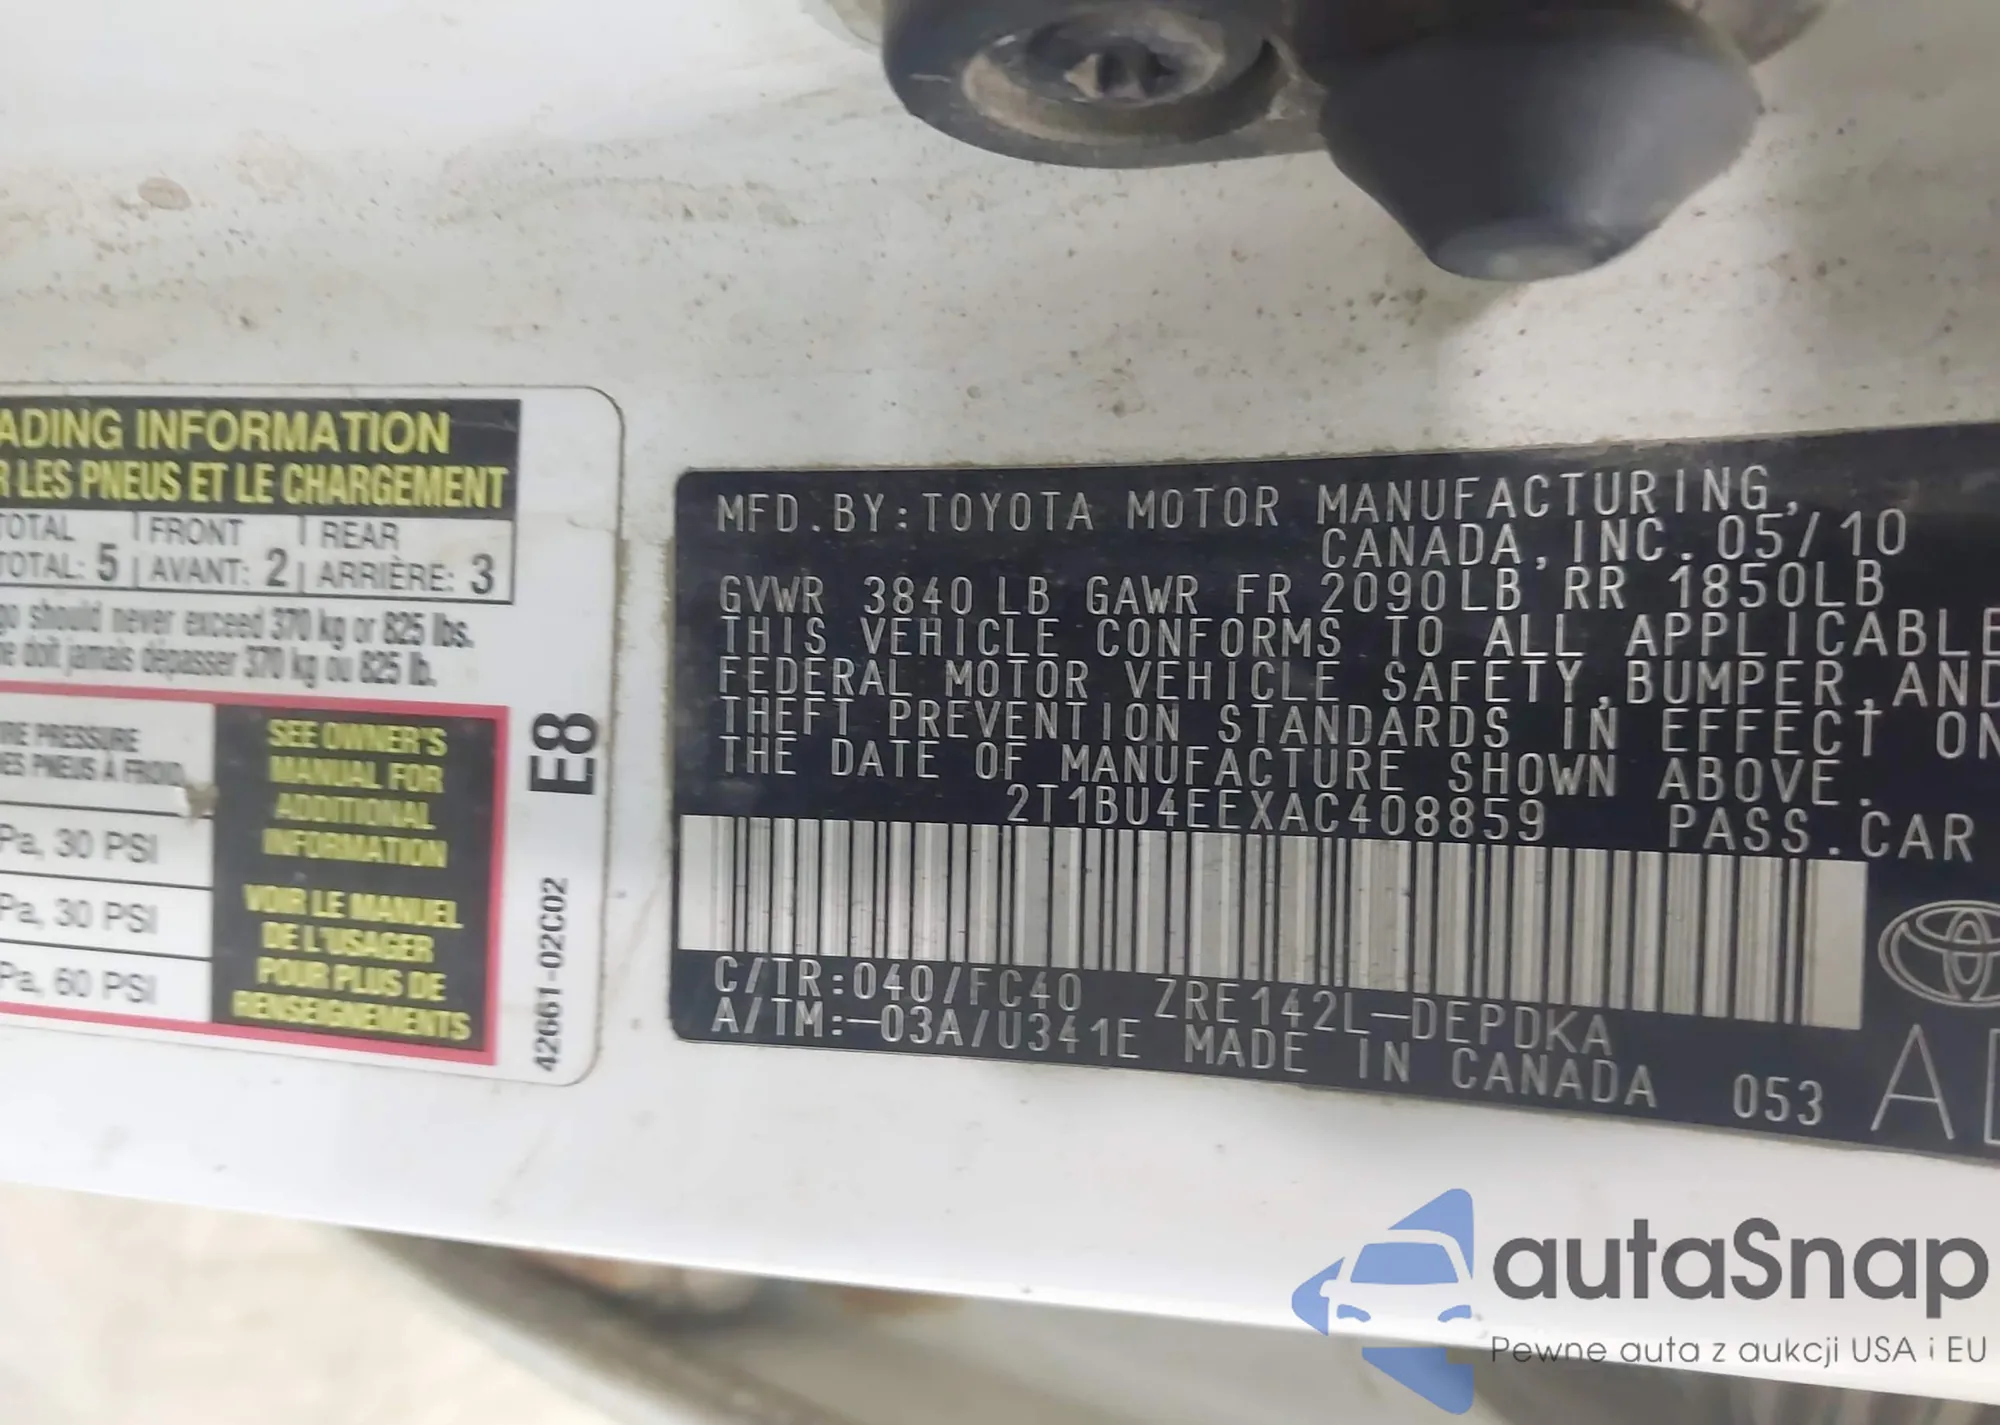 ADING INFORMATION
R LES PNEUS ET LE CHARGEMENT
TOTAL FRONT REAR
TOTAL: 5 AVANT: 2 ARRIÈRE: 3
go should never exceed 370 kg or 825 lbs.
ne doit jamais dépasser 370 kg ou 825 lb.
PRESSURE
PNEUS À FROID
Pa, 30 PSI
Pa, 30 PSI
Pa, 60 PSI
SEE OWNER'S
MANUAL FOR
ADDITIONAL
INFORMATION
VOIR LE MANUEL
DE L'USAGER
POUR PLUS DE
RENSEIGNEMENTS
E8
42661-02C02
MFD.BY:TOYOTA MOTOR MANUFACTURING,
CANADA,INC.05/10
GVWR 3840LB GAWR FR 2090LB RR 1850LB
THIS VEHICLE CONFORMS TO ALL APPLICABLE
FEDERAL MOTOR VEHICLE SAFETY,BUMPER,AND
THEFT PREVENTION STANDARDS IN EFFECT ON
THE DATE OF MANUFACTURE SHOWN ABOVE.
2T1BU4EEXAC408859 PASS.CAR
C/TR:040/FC40 ZRE142L-DEPDKA
A/TM:-03A/U341E MADE IN CANADA 053
A
autaSnap
Pewne auta z aukcji USA i EU